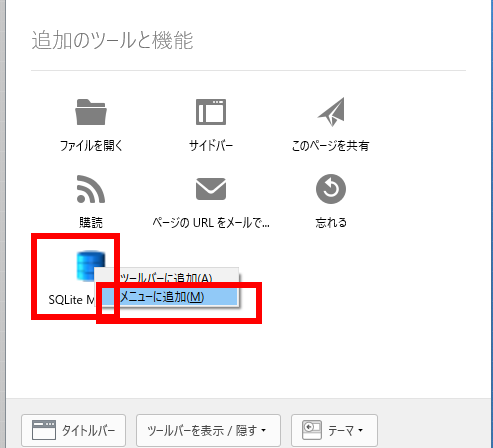 追加のツールと機能
ファイルを開く
サイドバー
このページを共有
購読
ページの URL をメールで...
忘れる
SQLite M
ツールバーに追加(A)
メニューに追加(M)
タイトルバー
ツールバーを表示 / 隠す
テーマ